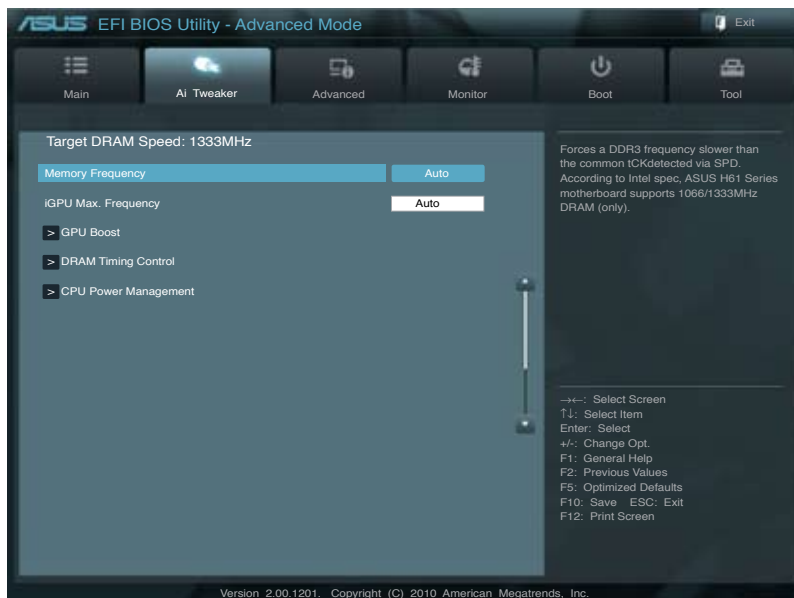 ASUS EFI BIOS Utility - Advanced Mode
Exit
Main
Ai Tweaker
Advanced
Monitor
Boot
Tool
Target DRAM Speed: 1333MHz
Memory Frequency Auto
iGPU Max. Frequency Auto
> GPU Boost
> DRAM Timing Control
> CPU Power Management
Forces a DDR3 frequency slower than
the common tCKdetected via SPD.
According to Intel spec, ASUS H61 Series
motherboard supports 1066/1333MHz
DRAM (only).
→←: Select Screen
↑↓: Select Item
Enter: Select
+/-: Change Opt.
F1: General Help
F2: Previous Values
F5: Optimized Defaults
F10: Save ESC: Exit
F12: Print Screen
Version 2.00.1201. Copyright (C) 2010 American Megatrends, Inc.